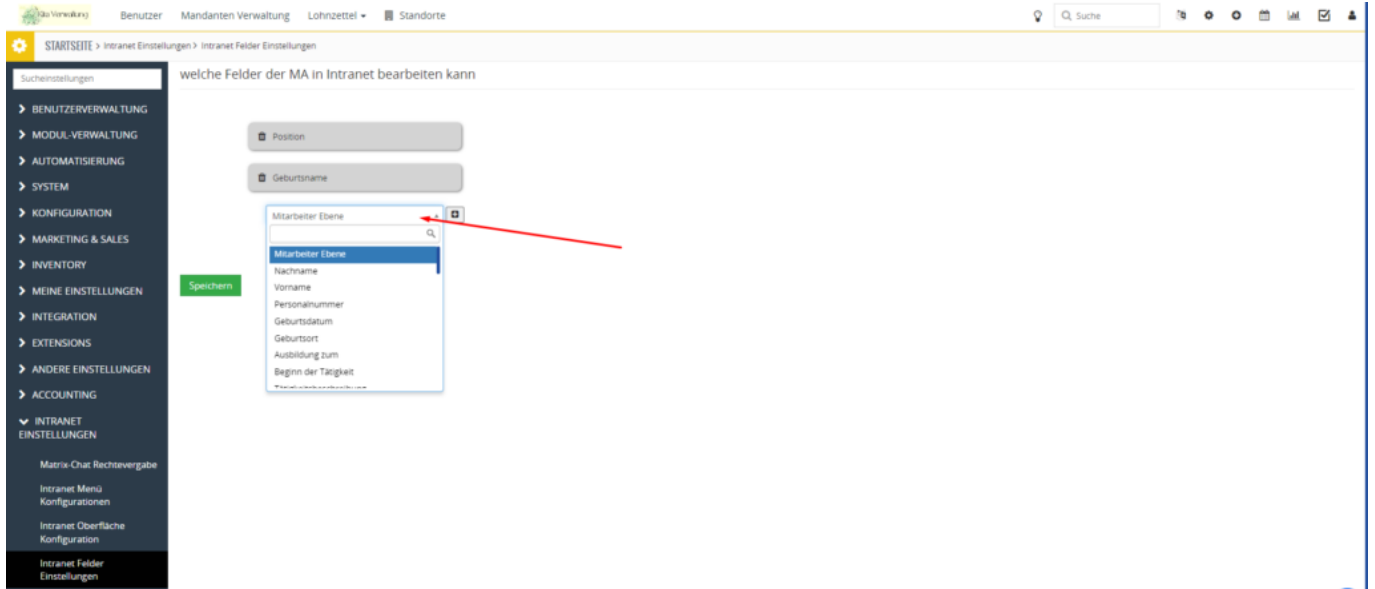 Kita Verwaltung
Benutzer Mandanten Verwaltung Lohnzettel Standorte Suche
STARTSEITE > Intranet Einstellungen > Intranet Felder Einstellungen
Sucheinstellungen
welche Felder der MA in Intranet bearbeiten kann
BENUTZERVERWALTUNG
MODUL-VERWALTUNG
AUTOMATISIERUNG
SYSTEM
KONFIGURATION
MARKETING & SALES
INVENTORY
MEINE EINSTELLUNGEN
INTEGRATION
EXTENSIONS
ANDERE EINSTELLUNGEN
ACCOUNTING
INTRANET
EINSTELLUNGEN
Matrix-Chat Rechtevergabe
Intranet Menü
Konfigurationen
Intranet Oberfläche
Konfiguration
Intranet Felder
Einstellungen
Position
Geburtsname
Mitarbeiter Ebene
Mitarbeiter Ebene
Nachname
Vorname
Personalnummer
Geburtsdatum
Geburtsort
Ausbildung zum
Beginn der Tätigkeit
Tätigkeitsbeschreibung
Speichern